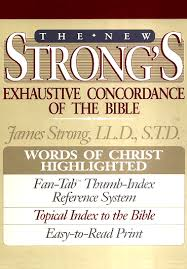 THE • NEW
STRONG'S
EXHAUSTIVE CONCORDANCE
OF THE BIBLE
James Strong, LL.D., S.T.D.
WORDS OF CHRIST
HIGHLIGHTED
Fan-Tab™ Thumb-Index
Reference System
Topical Index to the Bible
Easy-to-Read Print